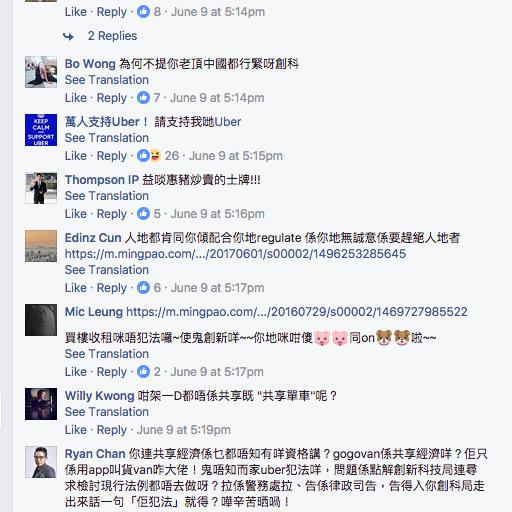 Like · Reply · 8 · June 9 at 5:14pm
2 Replies
Bo Wong 為何不提你老頂中國都行緊呀創科
See Translation
Like · Reply · 7 · June 9 at 5:14pm
KEEP CALM AND SUPPORT UBER
萬人支持Uber！ 請支持我哋Uber
See Translation
Like · Reply · 26 · June 9 at 5:15pm
Thompson IP 益啖惠豬炒賣的士牌!!!
See Translation
Like · Reply · 5 · June 9 at 5:16pm
Edinz Cun 人地都肯同你傾配合你地regulate 係你地無誠意係要趕絕人地者
https://m.mingpao.com/.../20170601/s00002/1496253285645
See Translation
Like · Reply · 6 · June 9 at 5:17pm
Mic Leung https://m.mingpao.com/.../20160729/s00002/1469727985522
買樓收租咪唔犯法囉~使鬼創新咩~~你地咪咁傻🐷🐷同on🐻🐻啦~~
See Translation
Like · Reply · 2 · June 9 at 5:17pm
Willy Kwong 咁架一D都唔係共享既 "共享單車"呢？
See Translation
Like · Reply · June 9 at 5:19pm
Ryan Chan 你連共享經濟係乜都唔知有咩資格講？gogovan係共享經濟咩？佢只
係用app叫貨van咋大佬！鬼唔知而家uber犯法咩，問題係點解創新科技局連尋
求檢討現行法例都唔去做呀？拉係警務處拉、告係律政司告，告得入你創科局走
出來話一句「佢犯法」就得？嘩辛苦晒喎！